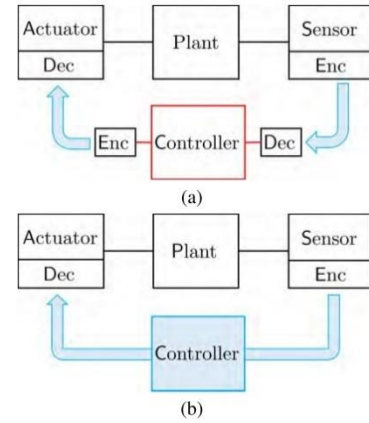 Actuator
Plant
Sensor
Dec
Enc
Enc
Controller
Dec
(a)
Actuator
Plant
Sensor
Dec
Enc
Controller
(b)